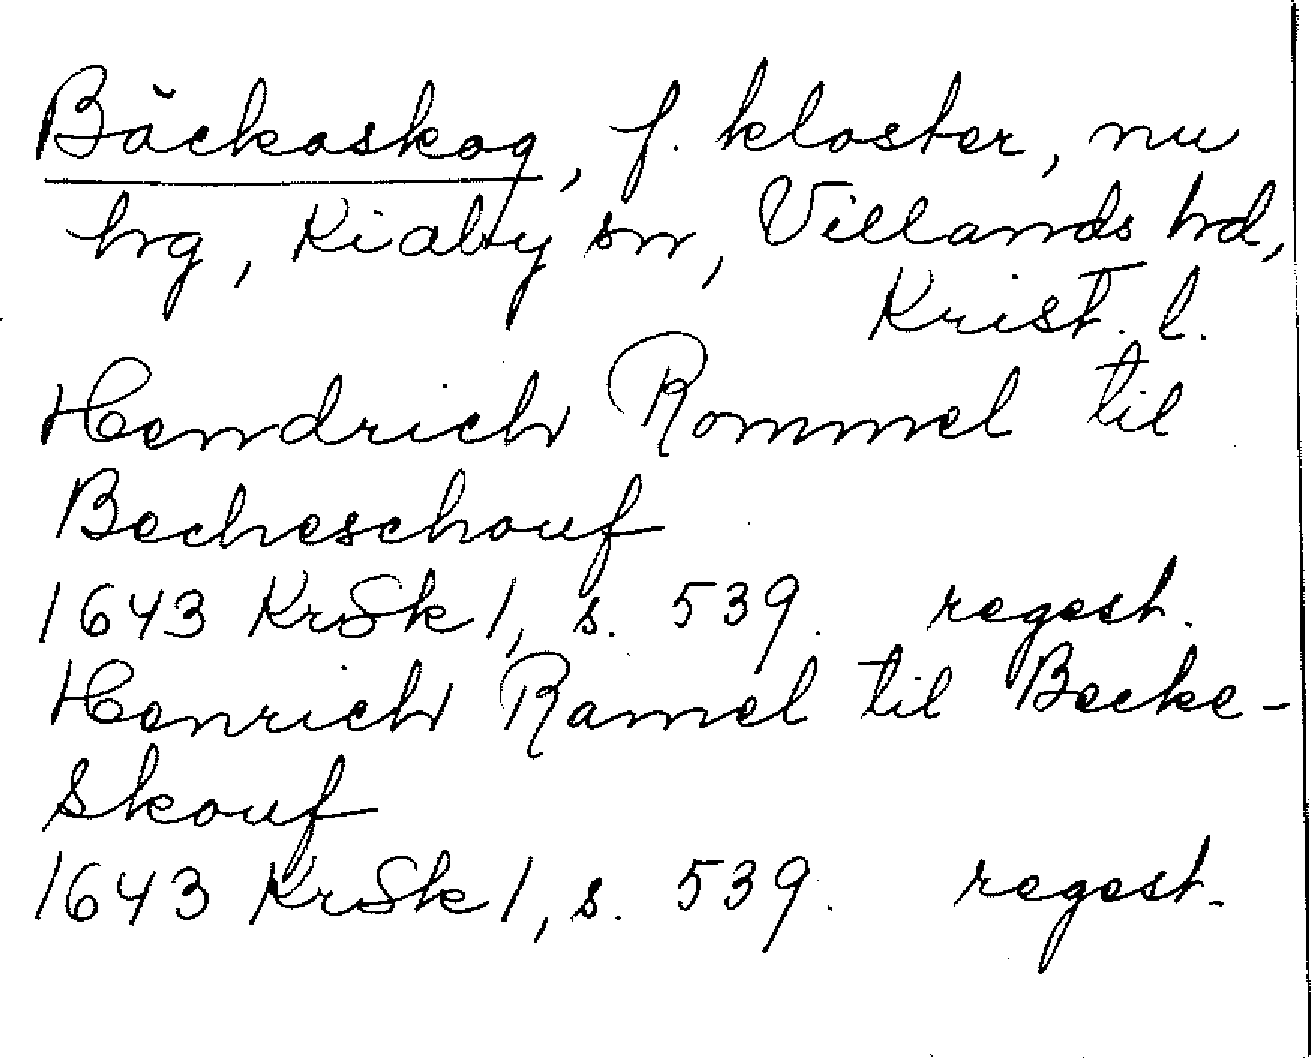 Bäckaskog, f. kloster, nu
hg, Kiaby sn, Villands hd,
Krist. l.
Hendrich Rommel til
Becheschouf
1643 KrSk 1, s. 539. regest.
Henrich Ramel til Becke-
skouf
1643 KrSk 1, s. 539. regest.